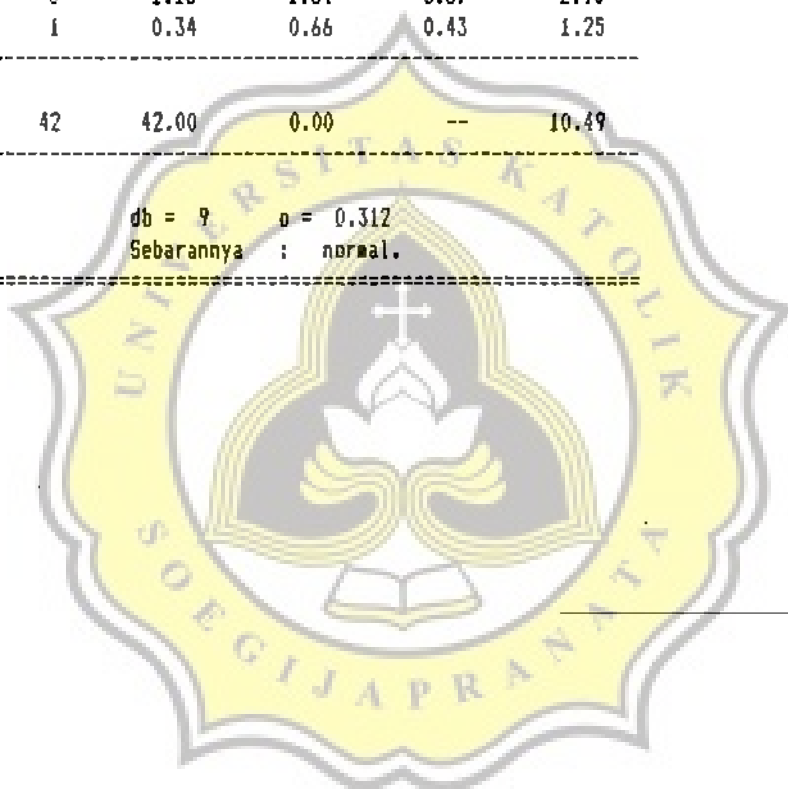 1 0.34 0.66 0.43 1.25
42 42.00 0.00 -- 10.49
db = 9 p = 0.312
Sebarannya : normal.
UNIVERSITAS KATOLIK
SOEGIJAPRANATA